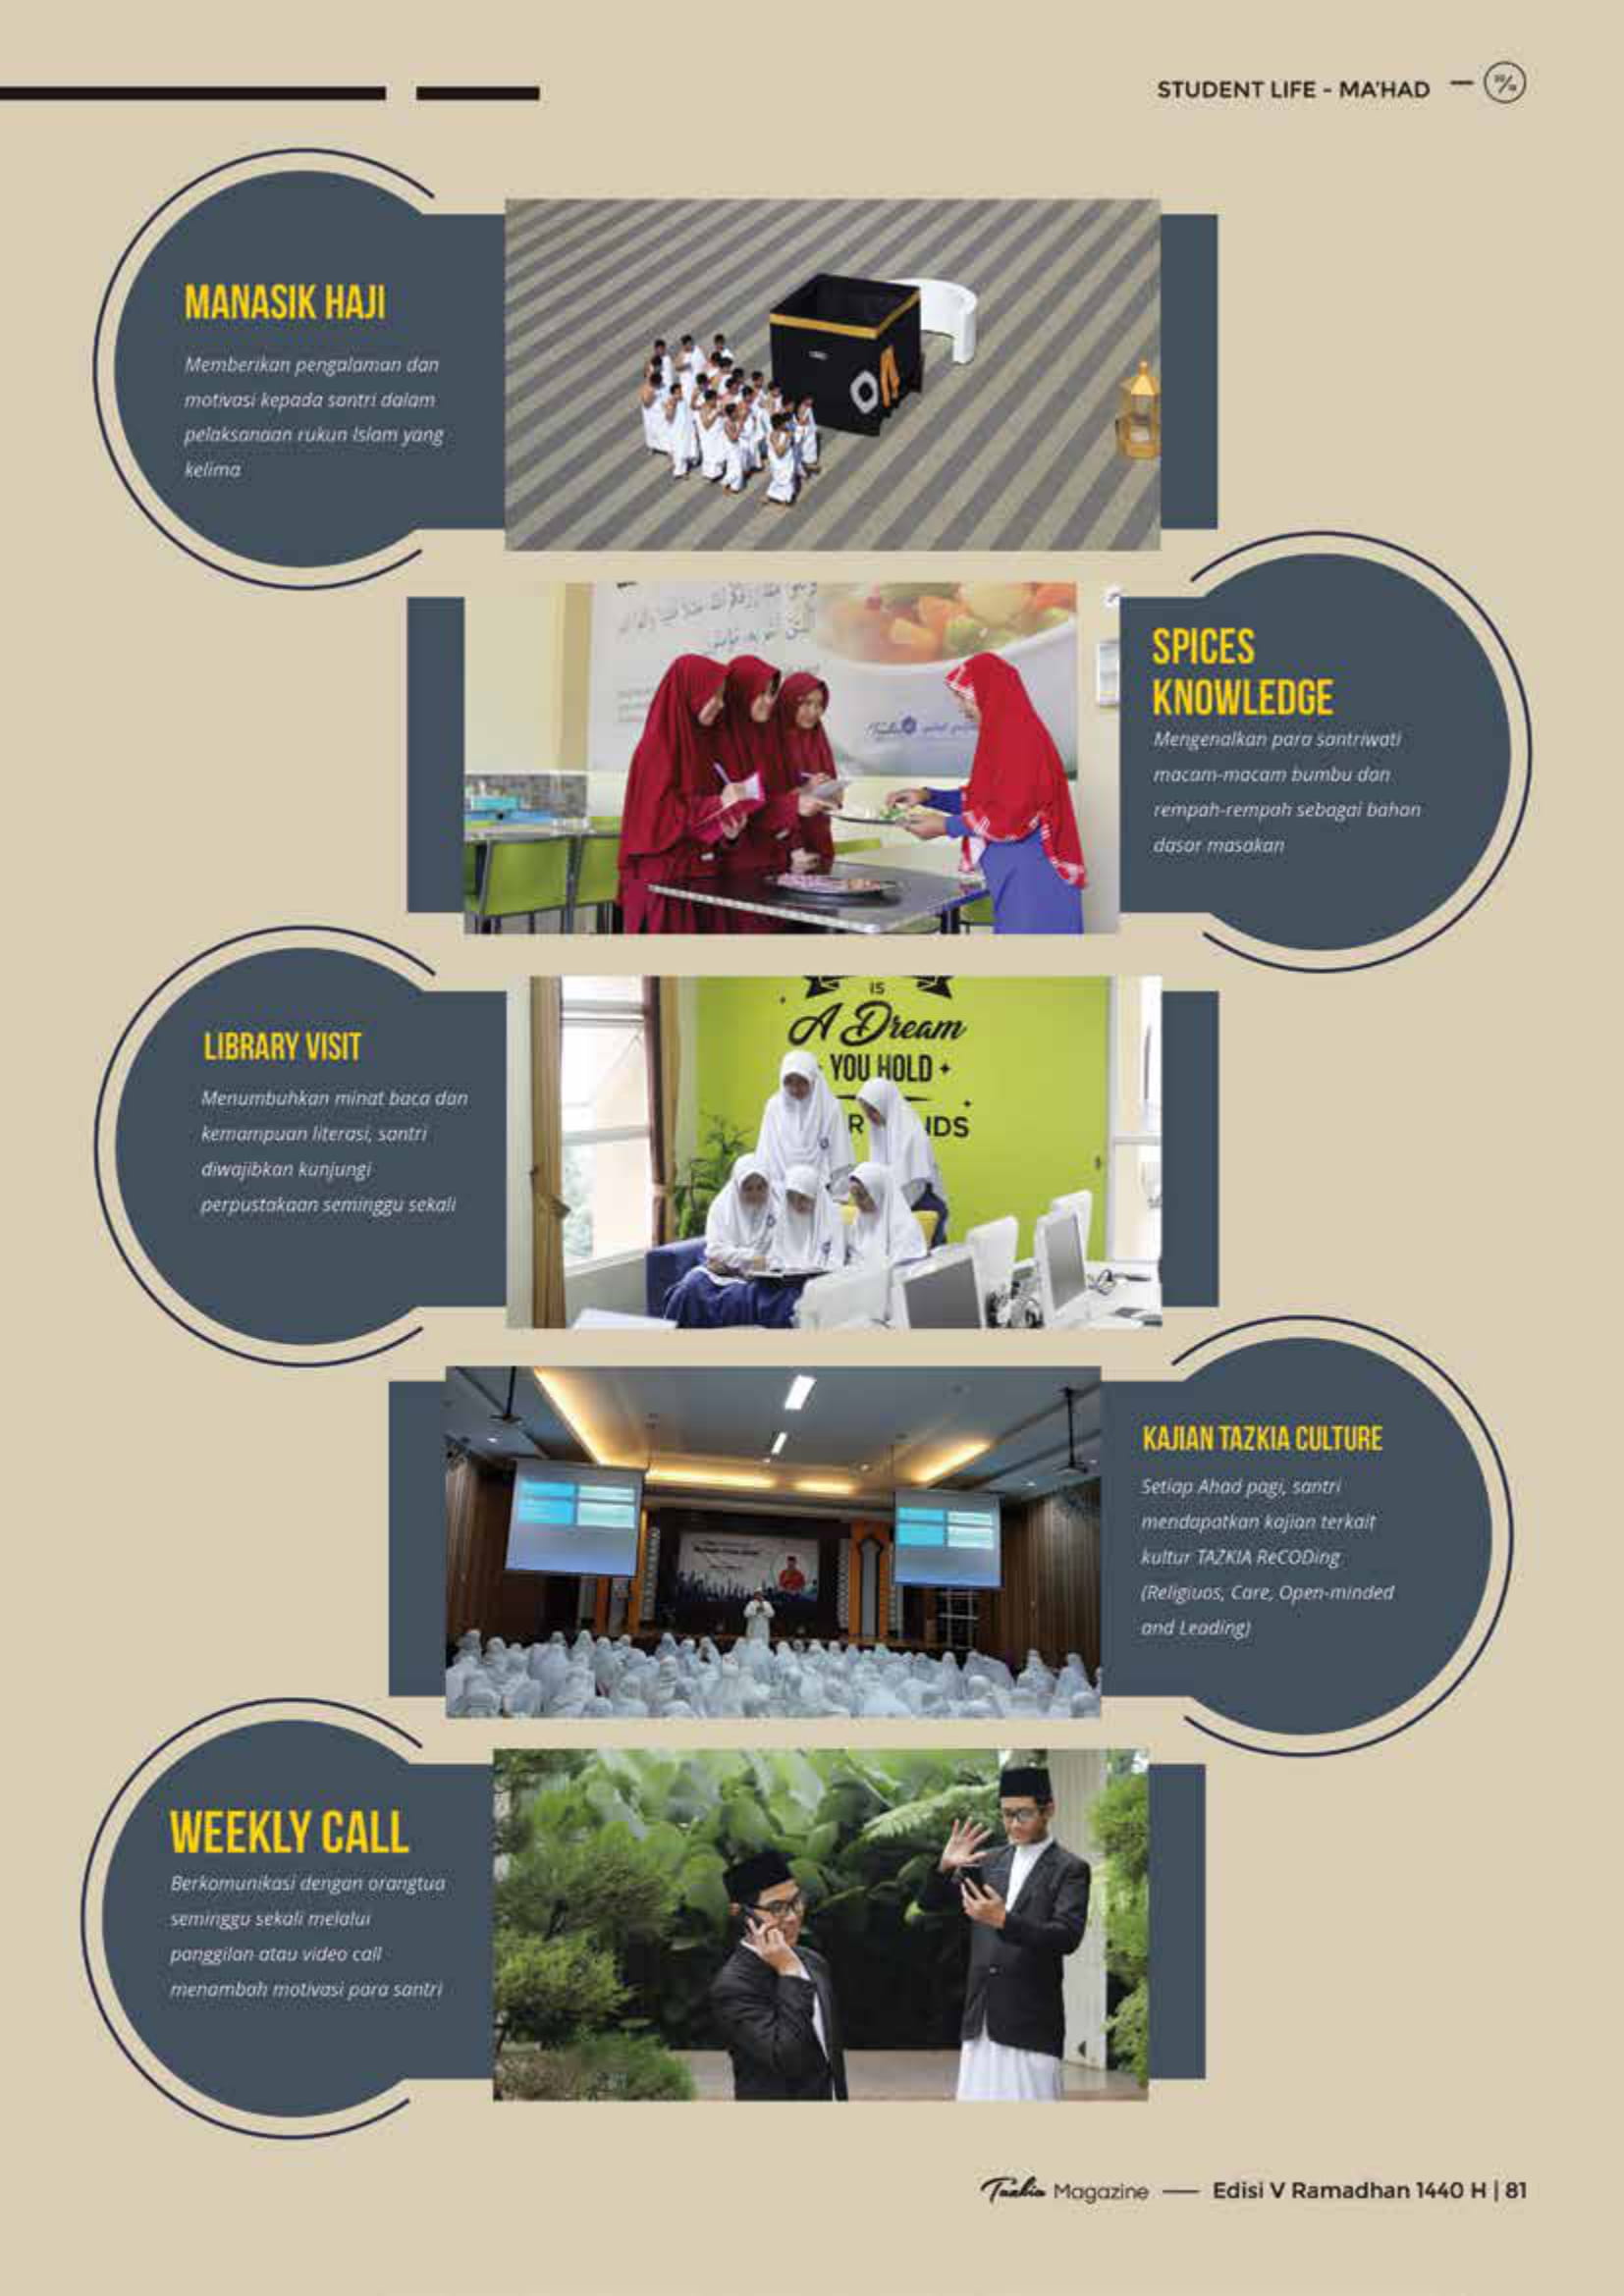 STUDENT LIFE - MA'HAD
MANASIK HAJI
Memberikan pengalaman dan
motivasi kepada santri dalam
pelaksanaan rukun Islam yang
kelima
SPICES
KNOWLEDGE
Mengenalkan para santriwati
macam-macam bumbu dan
rempah-rempah sebagai bahan
dasar masakan
LIBRARY VISIT
Menumbuhkan minat baca dan
kemampuan literasi, santri
diwajibkan kunjungi
perpustakaan seminggu sekali
IS
A Dream
YOU HOLD
KAJIAN TAZKIA CULTURE
Setiap Ahad pagi, santri
mendapatkan kajian terkait
kultur TAZKIA ReCODing
(Religiuos, Care, Open-minded
and Leading)
WEEKLY CALL
Berkomunikasi dengan orangtua
seminggu sekali melalui
panggilan atau video call
menambah motivasi para santri
Tazkia Magazine — Edisi V Ramadhan 1440 H | 81